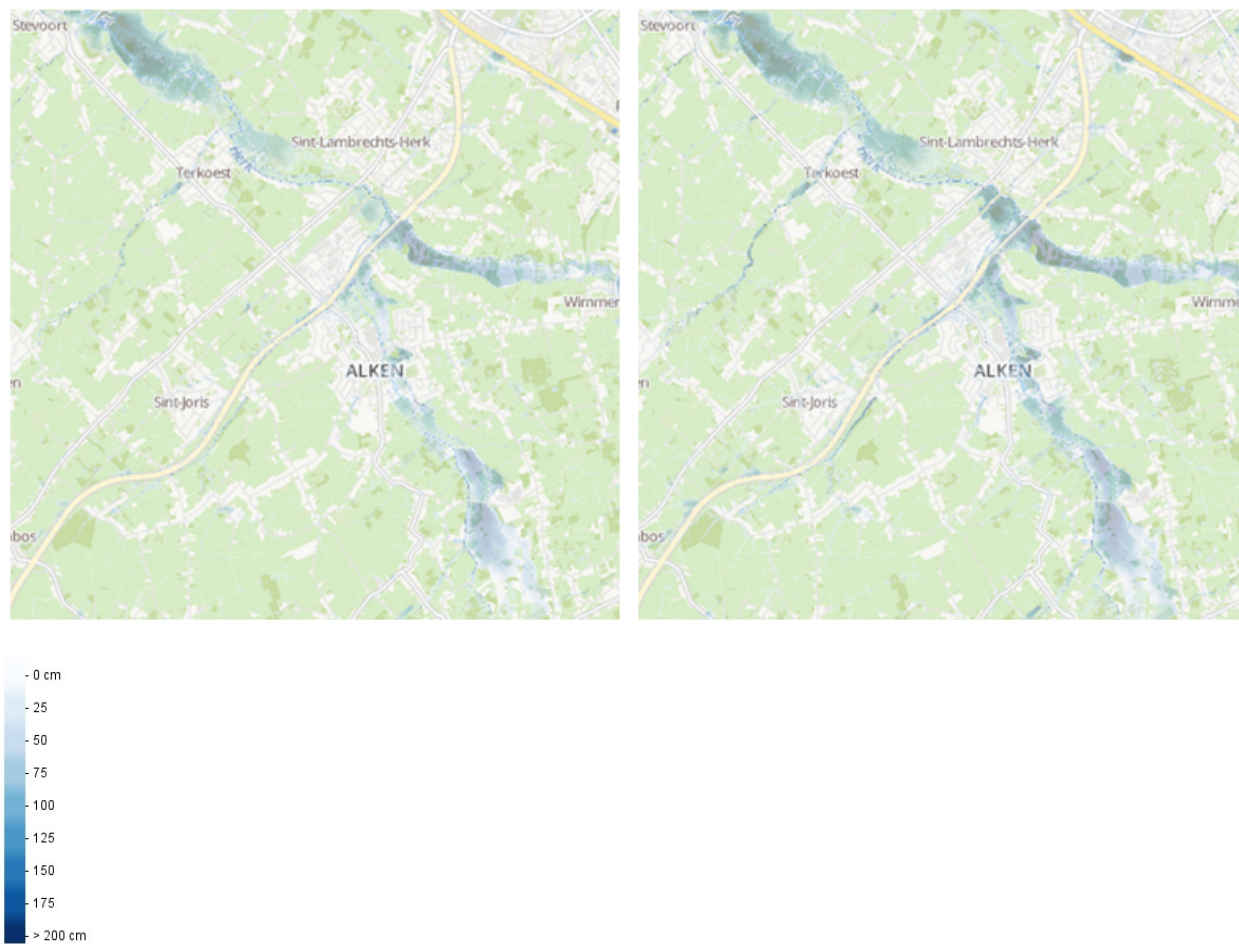 Stevoort
Sint-Lambrechts-Herk
Herk
Terkoest
Wimmer
ALKEN
en
Sint-Joris
bos
Stevoort
Sint-Lambrechts-Herk
Herk
Terkoest
Wimme
ALKEN
en
Sint-Joris
bos
- 0 cm
- 25
- 50
- 75
- 100
- 125
- 150
- 175
- > 200 cm